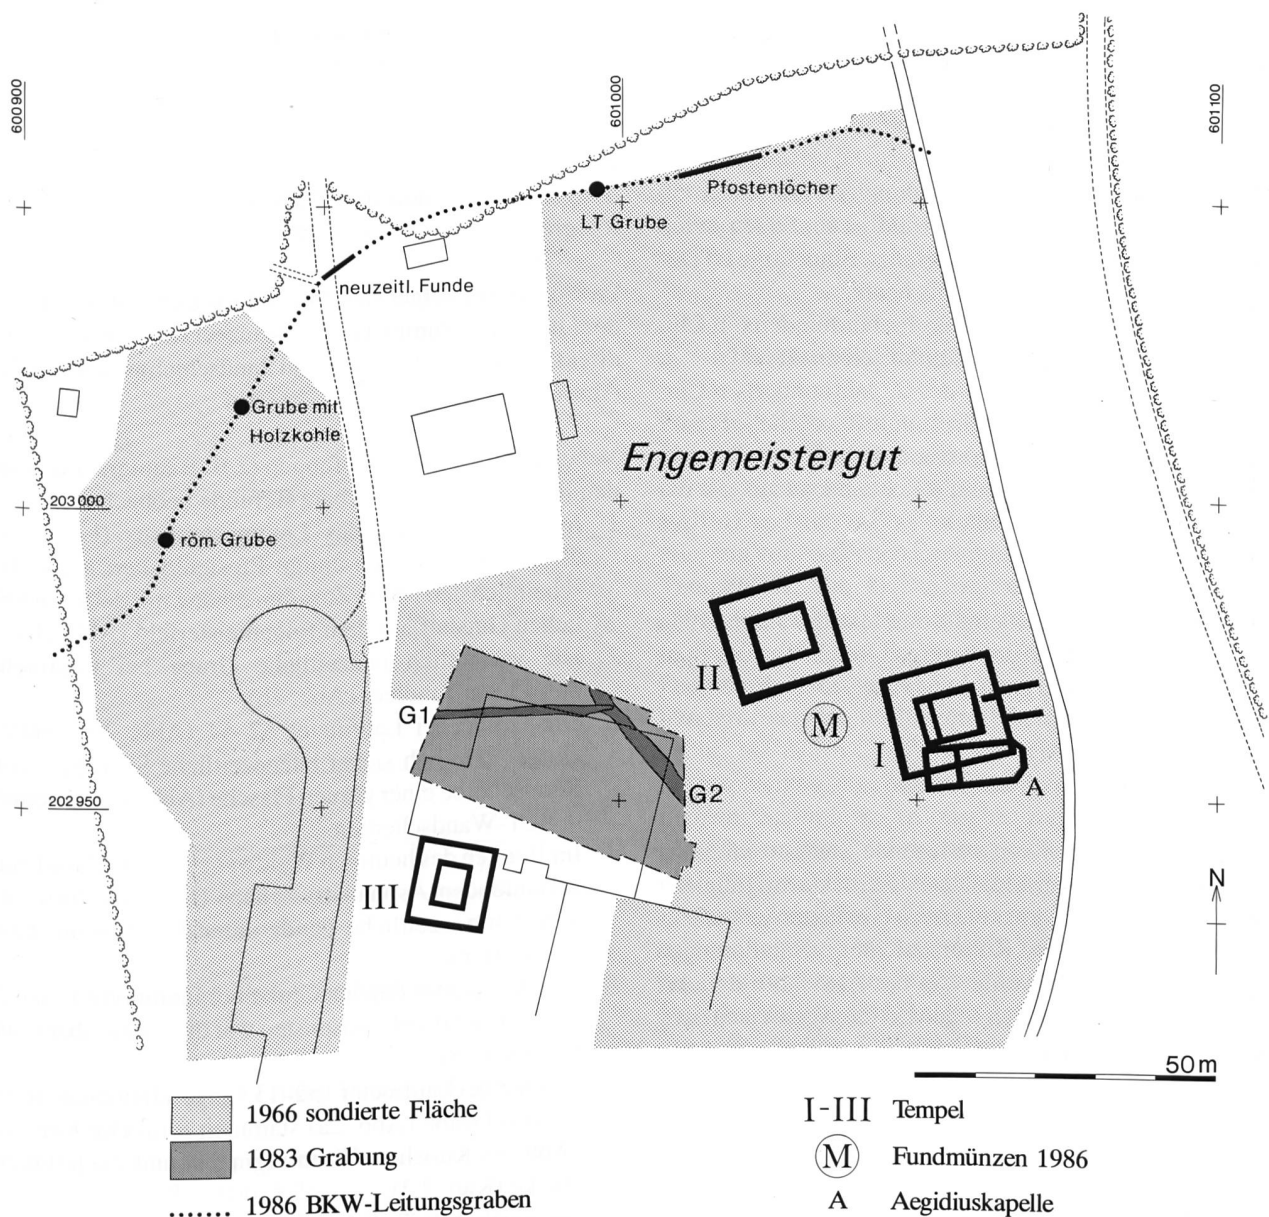 600900
601000
601100
Pfostenlöcher
LT Grube
neuzeitl. Funde
Grube mit
Holzkohle
Engemeistergut
203000
röm. Grube
II
G1
M
I
G2
A
202950
III
N
50m
1966 sondierte Fläche
1983 Grabung
1986 BKW-Leitungsgraben
I-III Tempel
M Fundmünzen 1986
A Aegidiuskapelle